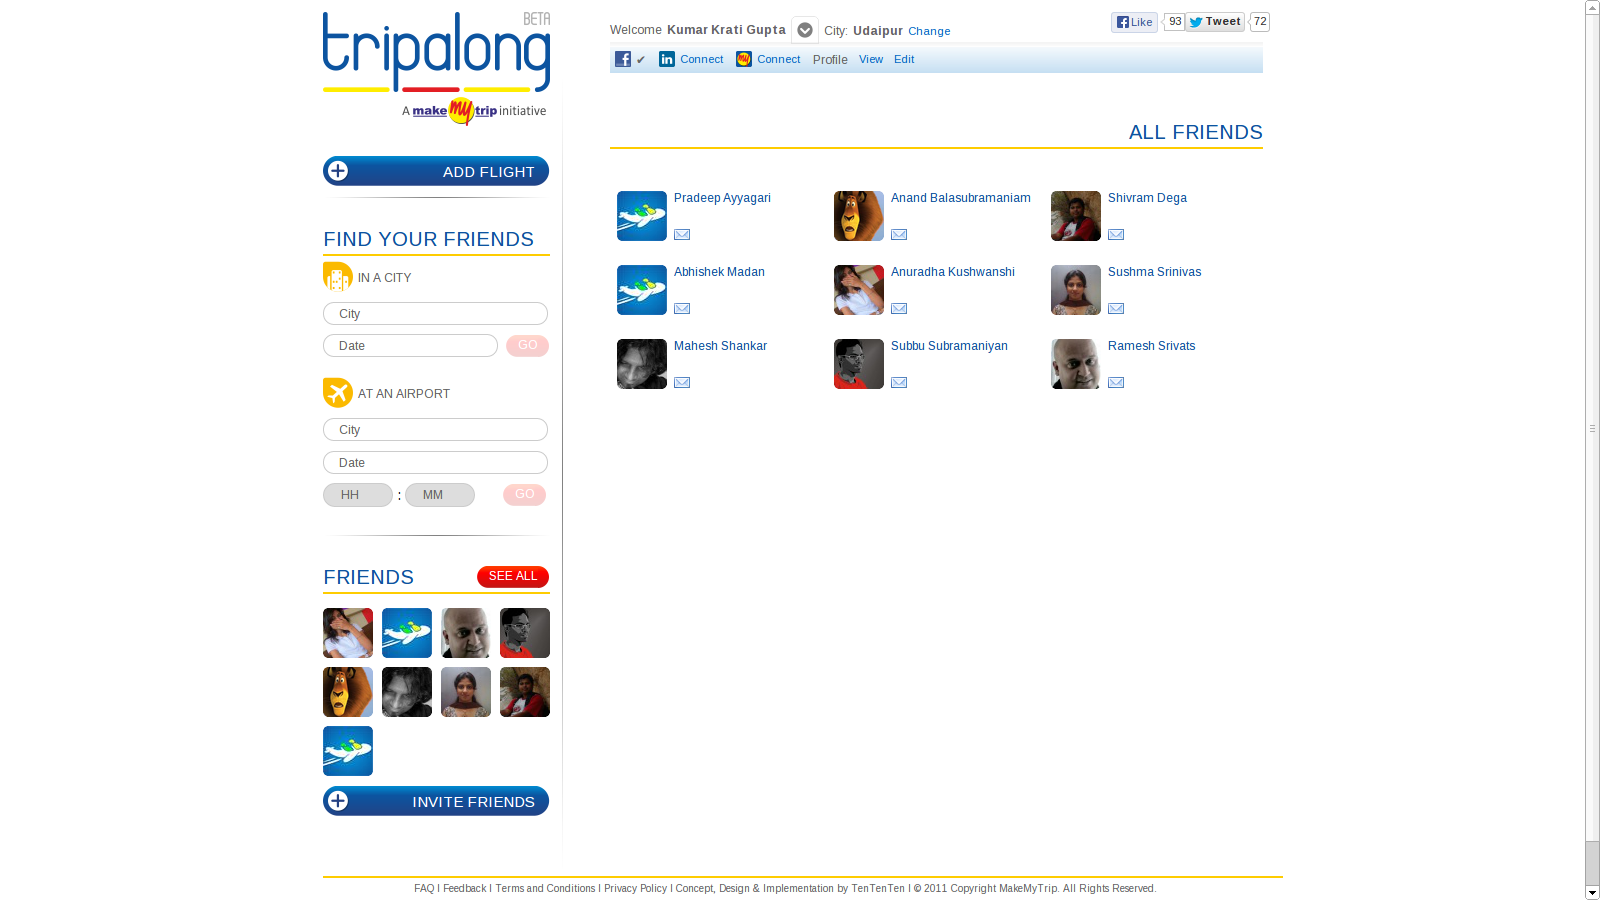 BETA
tripalong
A make my trip initiative
Welcome Kumar Krati Gupta City: Udaipur Change
Like 93 Tweet 72
✔ Connect Connect Profile View Edit
ALL FRIENDS
ADD FLIGHT
FIND YOUR FRIENDS
IN A CITY
City
Date GO
AT AN AIRPORT
City
Date
HH : MM GO
FRIENDS SEE ALL
INVITE FRIENDS
Pradeep Ayyagari Anand Balasubramaniam Shivram Dega
Abhishek Madan Anuradha Kushwanshi Sushma Srinivas
Mahesh Shankar Subbu Subramaniyan Ramesh Srivats
FAQ I Feedback I Terms and Conditions I Privacy Policy I Concept, Design & Implementation by TenTenTen I © 2011 Copyright MakeMyTrip. All Rights Reserved.